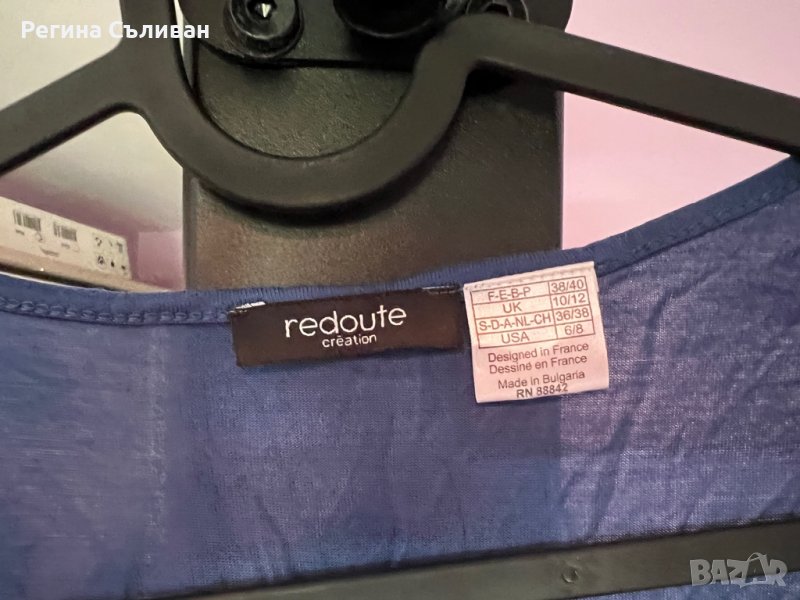 Регина Съливан
redoute
création
F-E-B-P 38/40
UK 10/12
S-D-A-NL-CH 36/38
USA 6/8
Designed in France
Dessiné en France
Made in Bulgaria
RN 88842
BAZAR